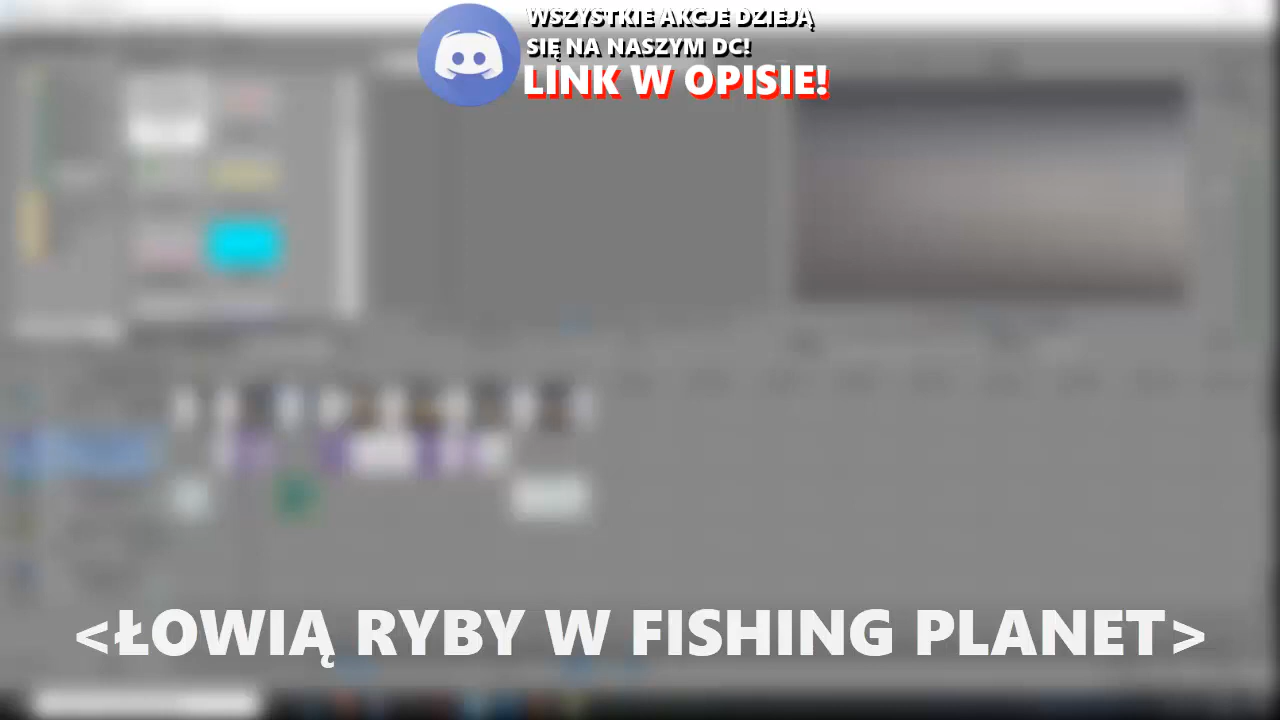 WSZYSTKIE AKCJE DZIEJĄ
SIĘ NA NASZYM DC!
LINK W OPISIE!
<ŁOWIĄ RYBY W FISHING PLANET>